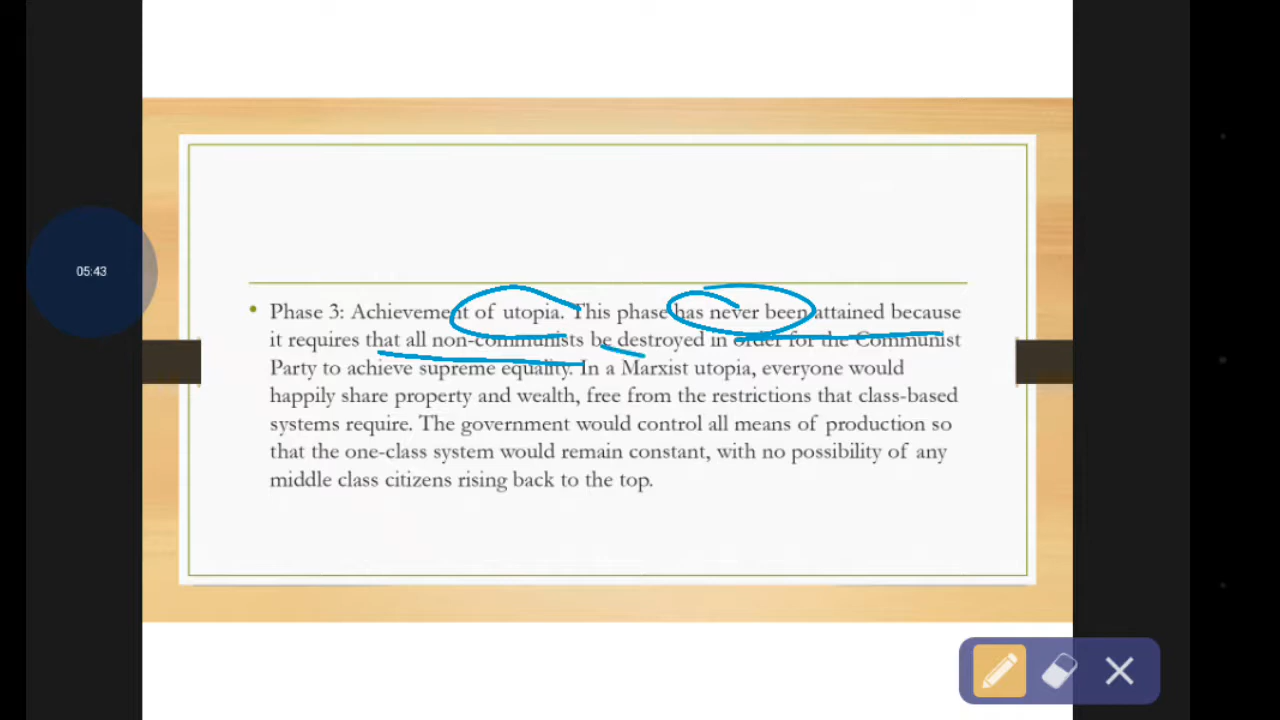 05:43
• Phase 3: Achievement of utopia. This phase has never been attained because
it requires that all non-communists be destroyed in order for the Communist
Party to achieve supreme equality. In a Marxist utopia, everyone would
happily share property and wealth, free from the restrictions that class-based
systems require. The government would control all means of production so
that the one-class system would remain constant, with no possibility of any
middle class citizens rising back to the top.